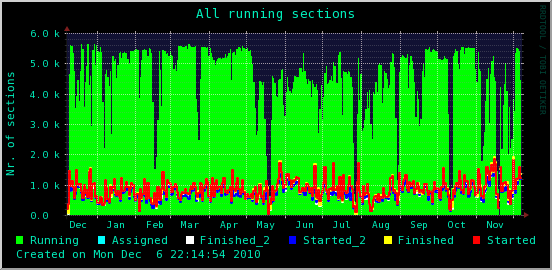 All running sections
RRDTOOL / TOBI OETIKER
Nr. of sections
6.0 k
5.0 k
4.0 k
3.0 k
2.0 k
1.0 k
0.0
Dec Jan Feb Mar Apr May Jun Jul Aug Sep Oct Nov
Running Assigned Finished_2 Started_2 Finished Started
Created on Mon Dec  6 22:14:54 2010